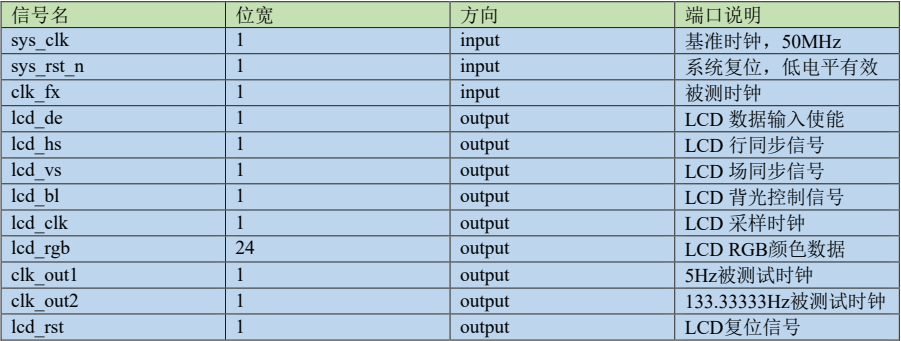 信号名 位宽 方向 端口说明
sys_clk 1 input 基准时钟，50MHz
sys_rst_n 1 input 系统复位，低电平有效
clk_fx 1 input 被测时钟
lcd_de 1 output LCD 数据输入使能
lcd_hs 1 output LCD 行同步信号
lcd_vs 1 output LCD 场同步信号
lcd_bl 1 output LCD 背光控制信号
lcd_clk 1 output LCD 采样时钟
lcd_rgb 24 output LCD RGB颜色数据
clk_out1 1 output 5Hz被测试时钟
clk_out2 1 output 133.33333Hz被测试时钟
lcd_rst 1 output LCD复位信号